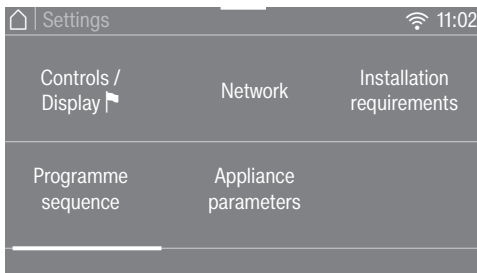 Settings 11:02
Controls /
Display
Network
Installation
requirements
Programme
sequence
Appliance
parameters